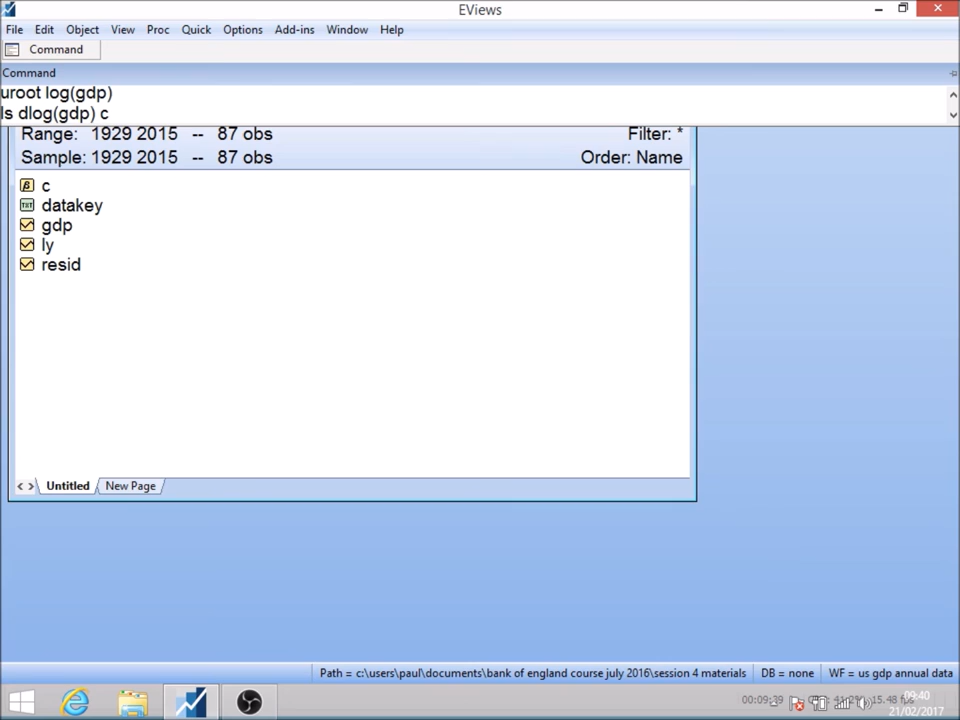 EViews
File Edit Object View Proc Quick Options Add-ins Window Help
Command
Command
uroot log(gdp)
ls dlog(gdp) c
Range: 1929 2015 -- 87 obs Filter: *
Sample: 1929 2015 -- 87 obs Order: Name
β c
TXT datakey
gdp
ly
resid
Untitled New Page
Path = c:\users\paul\documents\bank of england course july 2016\session 4 materials DB = none WF = us gdp annual data
09:40
21/02/2017